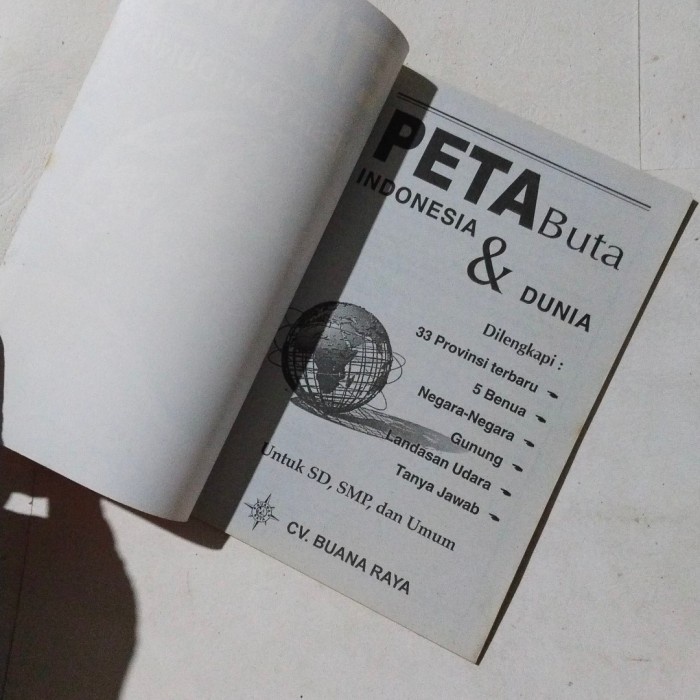 PETA Buta
INDONESIA
&
DUNIA
Dilengkapi :
33 Provinsi terbaru
5 Benua
Negara-Negara
Gunung
Landasan Udara
Tanya Jawab
Untuk SD, SMP, dan Umum
CV. BUANA RAYA